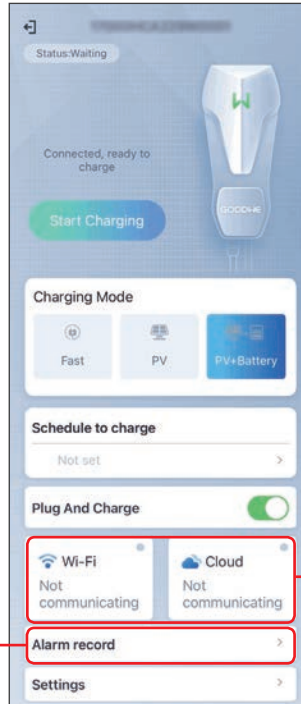 Status:Waiting
Connected, ready to
charge
Start Charging
GOODWE
Charging Mode
Fast
PV
PV+Battery
Schedule to charge
Not set
Plug And Charge
Wi-Fi
Cloud
Not
communicating
Not
communicating
Alarm record
Settings